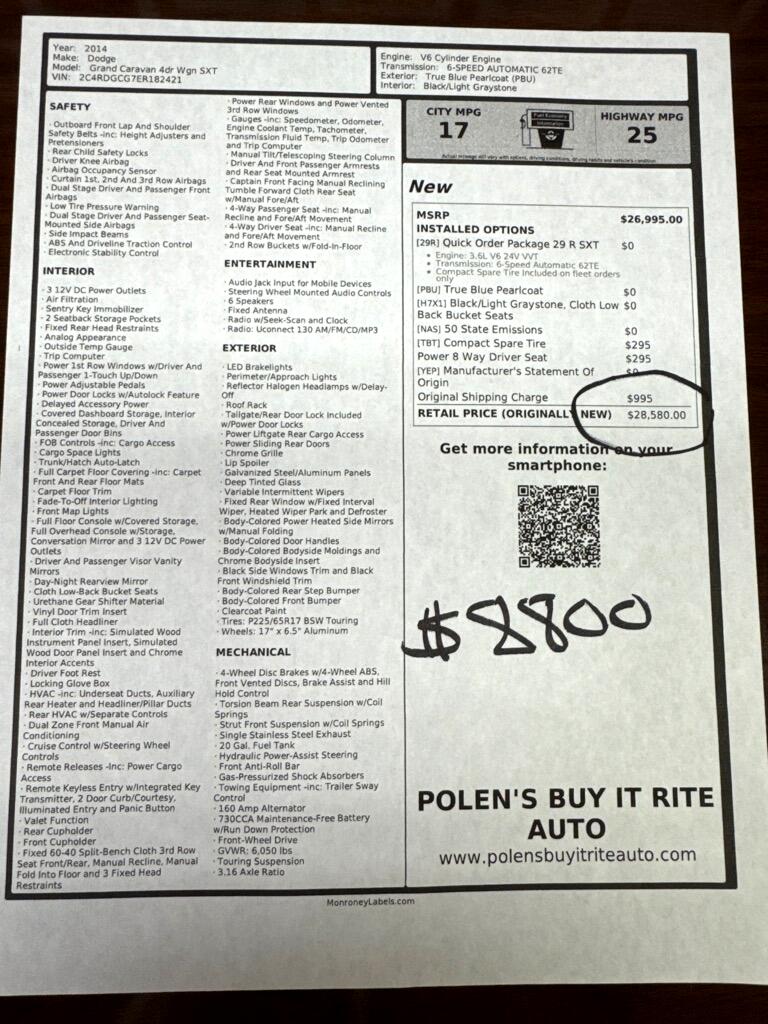 Year: 2014
Make: Dodge
Model: Grand Caravan 4dr Wgn SXT
VIN: 2C4RDGCG7ER182421
Engine: V6 Cylinder Engine
Transmission: 6-SPEED AUTOMATIC 62TE
Exterior: True Blue Pearlcoat (PBU)
Interior: Black/Light Graystone
SAFETY
· Outboard Front Lap And Shoulder
Safety Belts -inc: Height Adjusters and
Pretensioners
· Rear Child Safety Locks
· Driver Knee Airbag
· Airbag Occupancy Sensor
· Curtain 1st, 2nd And 3rd Row Airbags
· Dual Stage Driver And Passenger Front
Airbags
· Low Tire Pressure Warning
· Dual Stage Driver And Passenger Seat-
Mounted Side Airbags
· Side Impact Beams
· ABS And Driveline Traction Control
· Electronic Stability Control
INTERIOR
· 3 12V DC Power Outlets
· Air Filtration
· Sentry Key Immobilizer
· 2 Seatback Storage Pockets
· Fixed Rear Head Restraints
· Analog Appearance
· Outside Temp Gauge
· Trip Computer
· Power 1st Row Windows w/Driver And
Passenger 1-Touch Up/Down
· Power Adjustable Pedals
· Power Door Locks w/Autolock Feature
· Delayed Accessory Power
· Covered Dashboard Storage, Interior
Concealed Storage, Driver And
Passenger Door Bins
· FOB Controls -inc: Cargo Access
· Cargo Space Lights
· Trunk/Hatch Auto-Latch
· Full Carpet Floor Covering -inc: Carpet
Front And Rear Floor Mats
· Carpet Floor Trim
· Fade-To-Off Interior Lighting
· Front Map Lights
· Full Floor Console w/Covered Storage,
Full Overhead Console w/Storage,
Conversation Mirror and 3 12V DC Power
Outlets
· Driver And Passenger Visor Vanity
Mirrors
· Day-Night Rearview Mirror
· Cloth Low-Back Bucket Seats
· Urethane Gear Shifter Material
· Vinyl Door Trim Insert
· Full Cloth Headliner
· Interior Trim -inc: Simulated Wood
Instrument Panel Insert, Simulated
Wood Door Panel Insert and Chrome
Interior Accents
· Driver Foot Rest
· Locking Glove Box
· HVAC -inc: Underseat Ducts, Auxiliary
Rear Heater and Headliner/Pillar Ducts
· Rear HVAC w/Separate Controls
· Dual Zone Front Manual Air
Conditioning
· Cruise Control w/Steering Wheel
Controls
· Remote Releases -Inc: Power Cargo
Access
· Remote Keyless Entry w/Integrated Key
Transmitter, 2 Door Curb/Courtesy,
Illuminated Entry and Panic Button
· Valet Function
· Rear Cupholder
· Front Cupholder
· Fixed 60-40 Split-Bench Cloth 3rd Row
Seat Front/Rear, Manual Recline, Manual
Fold Into Floor and 3 Fixed Head
Restraints
· Power Rear Windows and Power Vented
3rd Row Windows
· Gauges -inc: Speedometer, Odometer,
Engine Coolant Temp, Tachometer,
Transmission Fluid Temp, Trip Odometer
and Trip Computer
· Manual Tilt/Telescoping Steering Column
· Driver And Front Passenger Armrests
and Rear Seat Mounted Armrest
· Captain Front Facing Manual Reclining
Tumble Forward Cloth Rear Seat
w/Manual Fore/Aft
· 4-Way Passenger Seat -inc: Manual
Recline and Fore/Aft Movement
· 4-Way Driver Seat -inc: Manual Recline
and Fore/Aft Movement
· 2nd Row Buckets w/Fold-In-Floor
ENTERTAINMENT
· Audio Jack Input for Mobile Devices
· Steering Wheel Mounted Audio Controls
· 6 Speakers
· Fixed Antenna
· Radio w/Seek-Scan and Clock
· Radio: Uconnect 130 AM/FM/CD/MP3
EXTERIOR
· LED Brakelights
· Perimeter/Approach Lights
· Reflector Halogen Headlamps w/Delay-
Off
· Roof Rack
· Tailgate/Rear Door Lock Included
w/Power Door Locks
· Power Liftgate Rear Cargo Access
· Power Sliding Rear Doors
· Chrome Grille
· Lip Spoiler
· Galvanized Steel/Aluminum Panels
· Deep Tinted Glass
· Variable Intermittent Wipers
· Fixed Rear Window w/Fixed Interval
Wiper, Heated Wiper Park and Defroster
· Body-Colored Power Heated Side Mirrors
w/Manual Folding
· Body-Colored Door Handles
· Body-Colored Bodyside Moldings and
Chrome Bodyside Insert
· Black Side Windows Trim and Black
Front Windshield Trim
· Body-Colored Rear Step Bumper
· Body-Colored Front Bumper
· Clearcoat Paint
· Tires: P225/65R17 BSW Touring
· Wheels: 17" x 6.5" Aluminum
MECHANICAL
· 4-Wheel Disc Brakes w/4-Wheel ABS,
Front Vented Discs, Brake Assist and Hill
Hold Control
· Torsion Beam Rear Suspension w/Coil
Springs
· Strut Front Suspension w/Coil Springs
· Single Stainless Steel Exhaust
· 20 Gal. Fuel Tank
· Hydraulic Power-Assist Steering
· Front Anti-Roll Bar
· Gas-Pressurized Shock Absorbers
· Towing Equipment -inc: Trailer Sway
Control
· 160 Amp Alternator
· 730CCA Maintenance-Free Battery
w/Run Down Protection
· Front-Wheel Drive
· GVWR: 6,050 lbs
· Touring Suspension
· 3.16 Axle Ratio
CITY MPG
17
Fuel Economy
Information
HIGHWAY MPG
25
Actual mileage will vary with options, driving conditions, driving habits and vehicle's condition.
New
MSRP $26,995.00
INSTALLED OPTIONS
[29R] Quick Order Package 29 R SXT $0
• Engine: 3.6L V6 24V VVT
• Transmission: 6-Speed Automatic 62TE
• Compact Spare Tire Included on fleet orders
only
[PBU] True Blue Pearlcoat $0
[H7X1] Black/Light Graystone, Cloth Low $0
Back Bucket Seats
[NAS] 50 State Emissions $0
[TBT] Compact Spare Tire $295
Power 8 Way Driver Seat $295
[YEP] Manufacturer's Statement Of $0
Origin
Original Shipping Charge $995
RETAIL PRICE (ORIGINALLY NEW) $28,580.00
Get more information on your
smartphone:
$8800
POLEN'S BUY IT RITE
AUTO
www.polensbuyitriteauto.com
MonroneyLabels.com